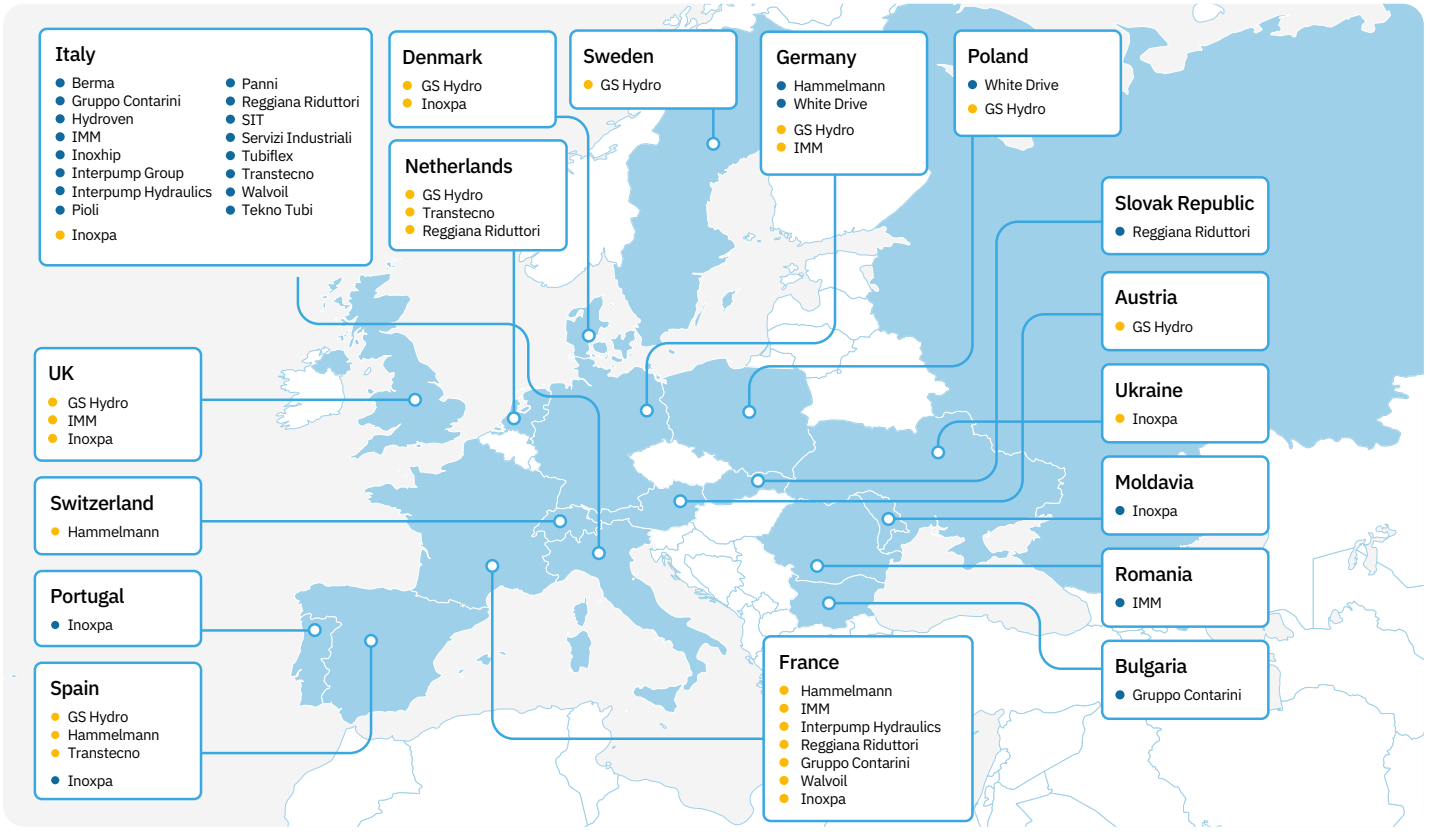 Italy
Berma
Gruppo Contarini
Hydroven
IMM
Inoxhip
Interpump Group
Interpump Hydraulics
Pioli
Inoxpa
Panni
Reggiana Riduttori
SIT
Servizi Industriali
Tubiflex
Transtecno
Walvoil
Tekno Tubi
Denmark
GS Hydro
Inoxpa
Sweden
GS Hydro
Germany
Hammelmann
White Drive
GS Hydro
IMM
Poland
White Drive
GS Hydro
Netherlands
GS Hydro
Transtecno
Reggiana Riduttori
Slovak Republic
Reggiana Riduttori
Austria
GS Hydro
UK
GS Hydro
IMM
Inoxpa
Ukraine
Inoxpa
Switzerland
Hammelmann
Moldavia
Inoxpa
Portugal
Inoxpa
Romania
IMM
Spain
GS Hydro
Hammelmann
Transtecno
Inoxpa
France
Hammelmann
IMM
Interpump Hydraulics
Reggiana Riduttori
Gruppo Contarini
Walvoil
Inoxpa
Bulgaria
Gruppo Contarini